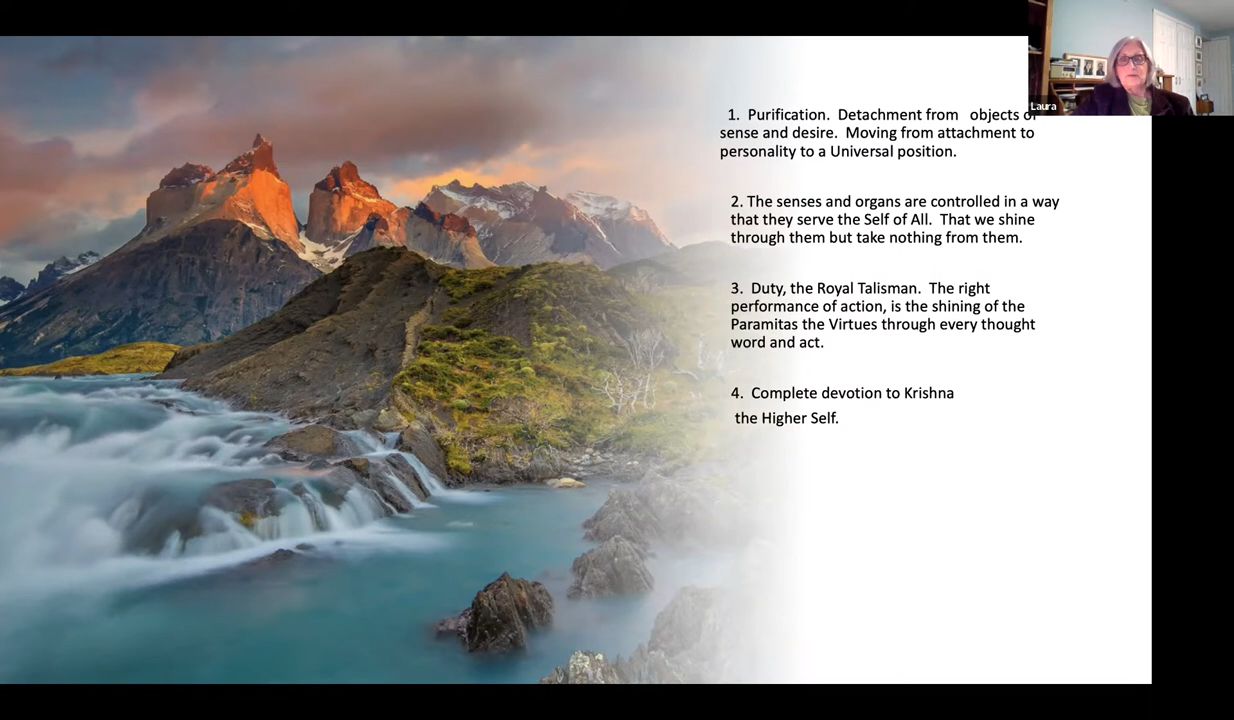 Laura
1. Purification. Detachment from objects of
sense and desire. Moving from attachment to
personality to a Universal position.
2. The senses and organs are controlled in a way
that they serve the Self of All. That we shine
through them but take nothing from them.
3. Duty, the Royal Talisman. The right
performance of action, is the shining of the
Paramitas the Virtues through every thought
word and act.
4. Complete devotion to Krishna
the Higher Self.